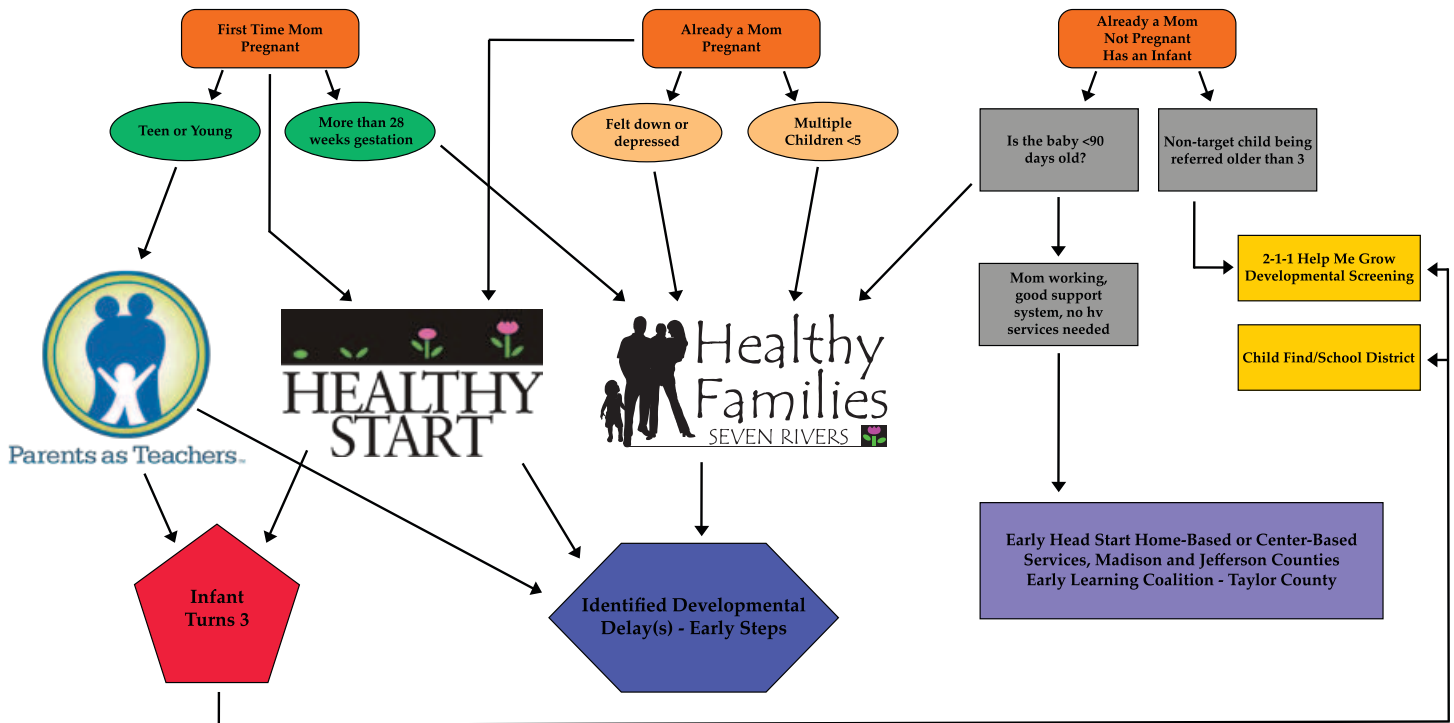 First Time Mom
Pregnant
Already a Mom
Pregnant
Already a Mom
Not Pregnant
Has an Infant
Teen or Young
More than 28
weeks gestation
Felt down or
depressed
Multiple
Children <5
Is the baby <90
days old?
Non-target child being
referred older than 3
2-1-1 Help Me Grow
Developmental Screening
Mom working,
good support
system, no hv
services needed
Child Find/School District
Parents as Teachers™
HEALTHY
START
Healthy
Families
SEVEN RIVERS
Early Head Start Home-Based or Center-Based
Services, Madison and Jefferson Counties
Early Learning Coalition - Taylor County
Infant
Turns 3
Identified Developmental
Delay(s) - Early Steps